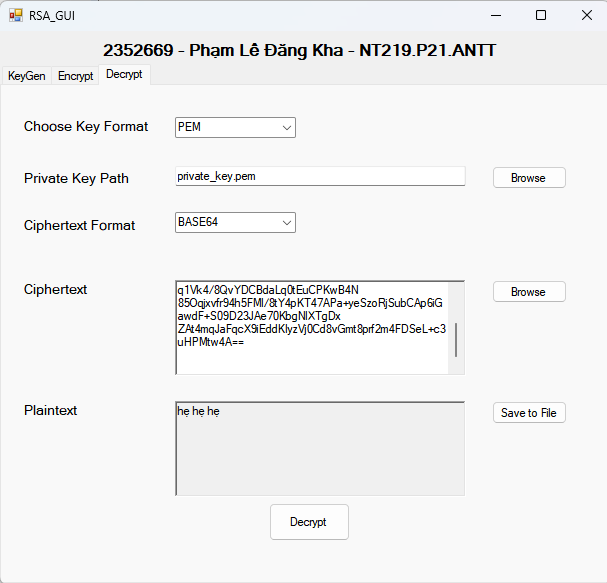 RSA_GUI
2352669 - Phạm Lê Đăng Kha - NT219.P21.ANTT
KeyGen Encrypt Decrypt
Choose Key Format PEM
Private Key Path private_key.pem Browse
Ciphertext Format BASE64
Ciphertext Browse
q1Vk4/8QvYDCBdaLq0tEuCPKwB4N
85Oqjxvfr94h5FMI/8tY4pKT47APa+yeSzoRjSubCAp6iG
awdF+S09D23JAe70KbgNIXTgDx
ZAt4mqJaFqcX9iEddKIyzVj0Cd8vGmt8prf2m4FDSeL+c3
uHPMtw4A==
Plaintext Save to File
hẹ hẹ hẹ
Decrypt